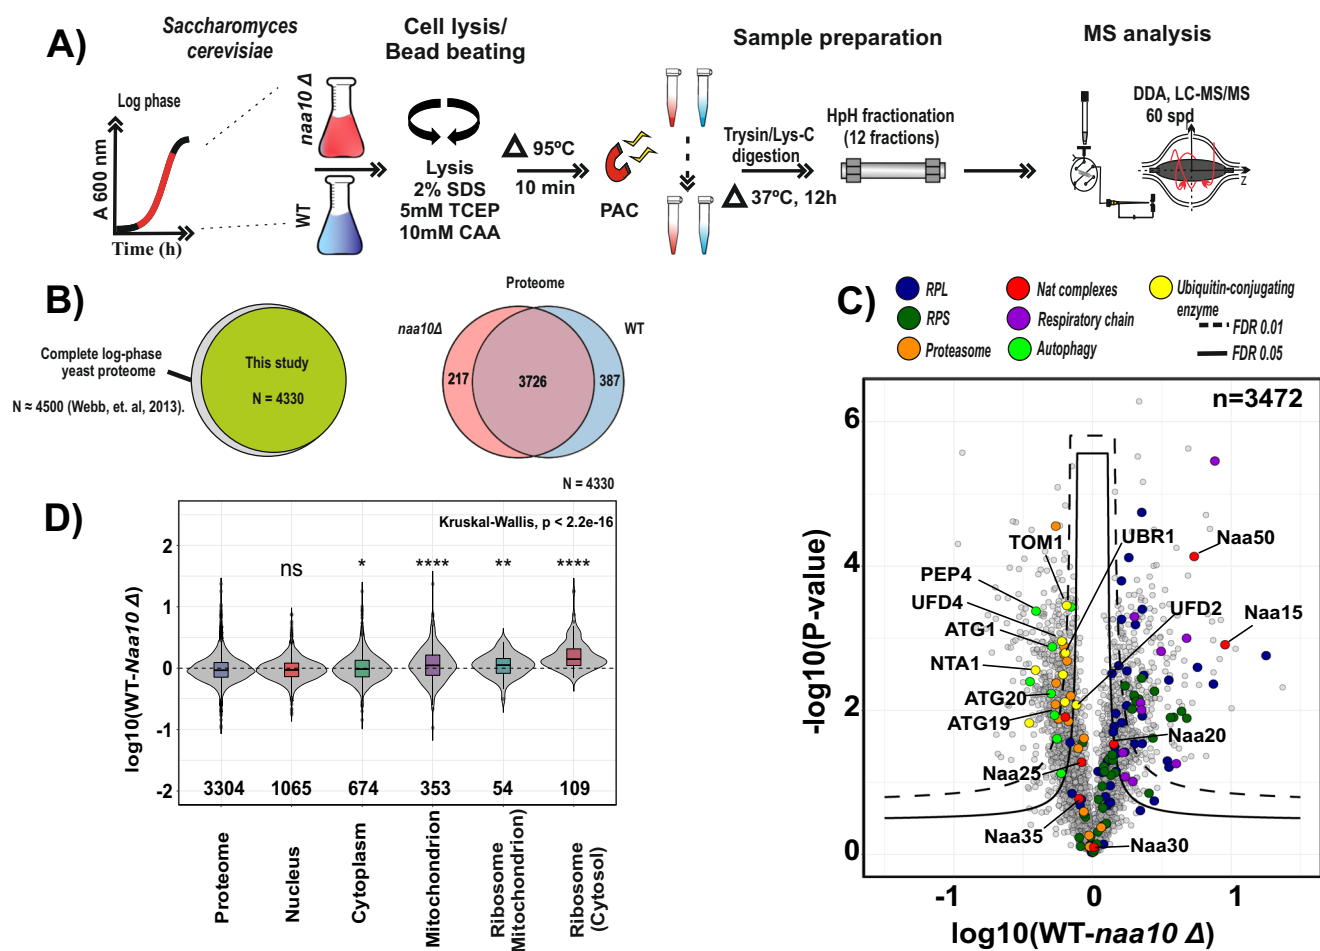 A)
Saccharomyces
cerevisiae
Cell lysis/
Bead beating
Sample preparation
MS analysis
Log phase
A 600 nm
Time (h)
naa10 Δ
WT
Lysis
2% SDS
5mM TCEP
10mM CAA
Δ 95ºC
10 min
PAC
Trysin/Lys-C
digestion
Δ 37ºC, 12h
HpH fractionation
(12 fractions)
DDA, LC-MS/MS
60 spd
Z
B)
Complete log-phase
yeast proteome
N ≈ 4500 (Webb, et. al, 2013).
This study
N = 4330
Proteome
naa10Δ
WT
217
3726
387
N = 4330
C)
RPL
RPS
Proteasome
Nat complexes
Respiratory chain
Autophagy
Ubiquitin-conjugating
enzyme
FDR 0.01
FDR 0.05
n=3472
-log10(P-value)
6
4
2
0
TOM1
UBR1
Naa50
PEP4
UFD4
UFD2
Naa15
ATG1
NTA1
ATG20
ATG19
Naa20
Naa25
Naa35
Naa30
-1
0
1
log10(WT-naa10 Δ)
D)
Kruskal-Wallis, p < 2.2e-16
log10(WT-Naa10 Δ)
2
1
0
-1
-2
ns
*
****
**
****
3304
1065
674
353
54
109
Proteome
Nucleus
Cytoplasm
Mitochondrion
Ribosome
Mitochondrion)
Ribosome
(Cytosol)